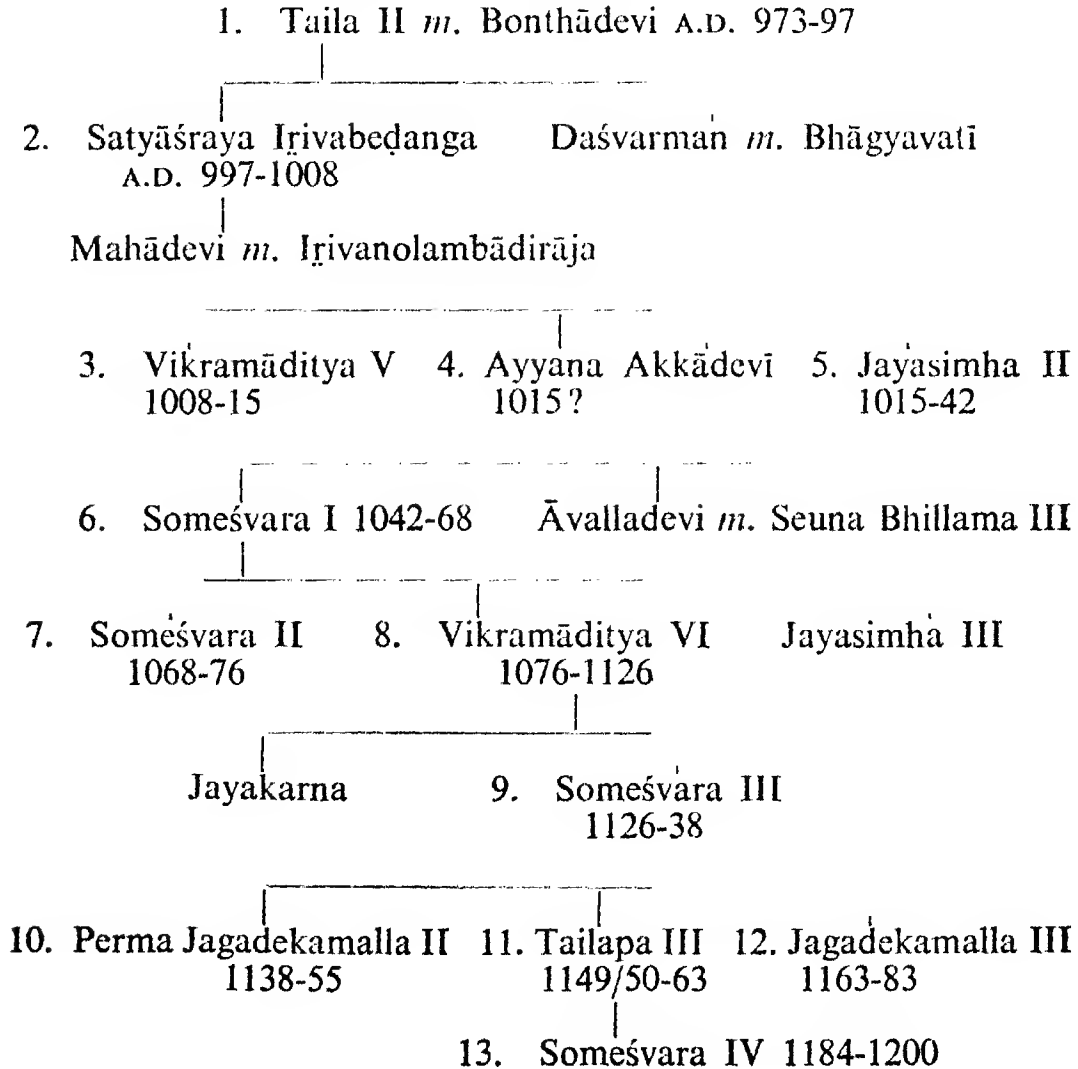 1. Taila II m. Bonthādevi A.D. 973-97
2. Satyāśraya Iṟivabeḍanga Daśvarman m. Bhāgyavatī
A.D. 997-1008
Mahādevi m. Iṟivanolambādirāja
3. Vikramāditya V 4. Ayyana Akkādevī 5. Jayasimha II
1008-15 1015? 1015-42
6. Someśvara I 1042-68 Āvalladevi m. Seuna Bhillama III
7. Someśvara II 8. Vikramāditya VI Jayasimha III
1068-76 1076-1126
Jayakarna 9. Someśvara III
1126-38
10. Perma Jagadekamalla II 11. Tailapa III 12. Jagadekamalla III
1138-55 1149/50-63 1163-83
13. Someśvara IV 1184-1200